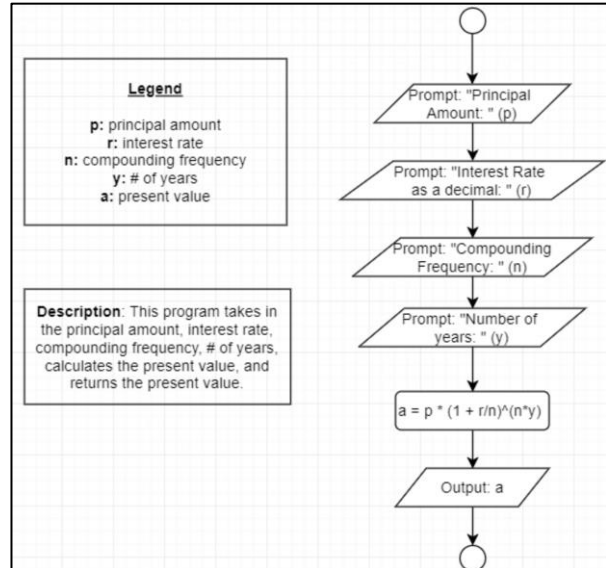 Legend
p: principal amount
r: interest rate
n: compounding frequency
y: # of years
a: present value
Description: This program takes in
the principal amount, interest rate,
compounding frequency, # of years,
calculates the present value, and
returns the present value.
Prompt: "Principal
Amount: " (p)
Prompt: "Interest Rate
as a decimal: " (r)
Prompt: "Compounding
Frequency: " (n)
Prompt: "Number of
years: " (y)
a = p * (1 + r/n)^(n*y)
Output: a